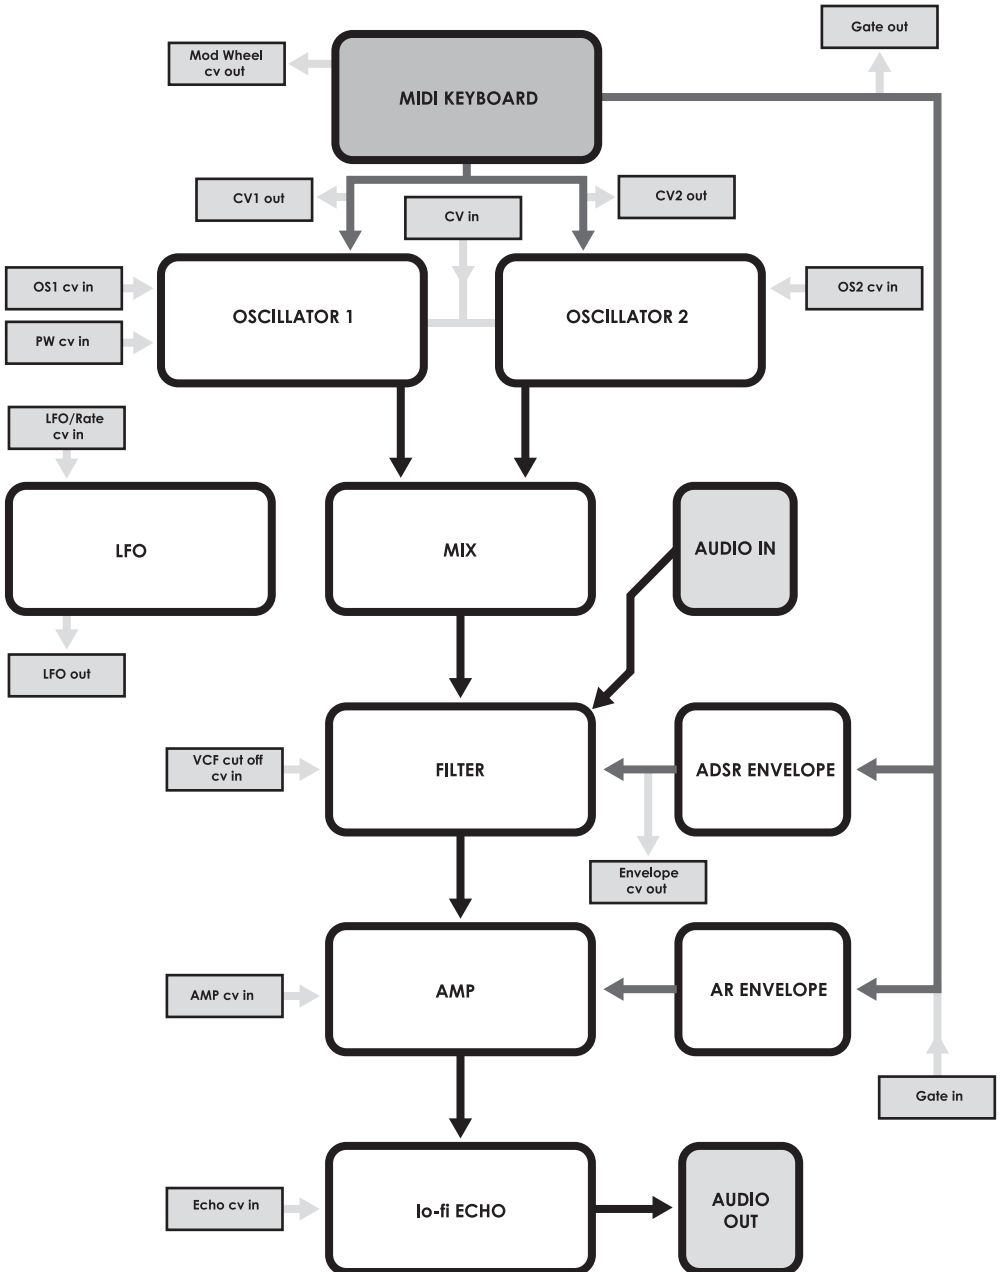 Gate out
Mod Wheel
cv out
MIDI KEYBOARD
CV1 out
CV in
CV2 out
OS1 cv in
OSCILLATOR 1
OSCILLATOR 2
OS2 cv in
PW cv in
LFO/Rate
cv in
LFO
MIX
AUDIO IN
LFO out
VCF cut off
cv in
FILTER
ADSR ENVELOPE
Envelope
cv out
AMP cv in
AMP
AR ENVELOPE
Gate in
Echo cv in
lo-fi ECHO
AUDIO
OUT